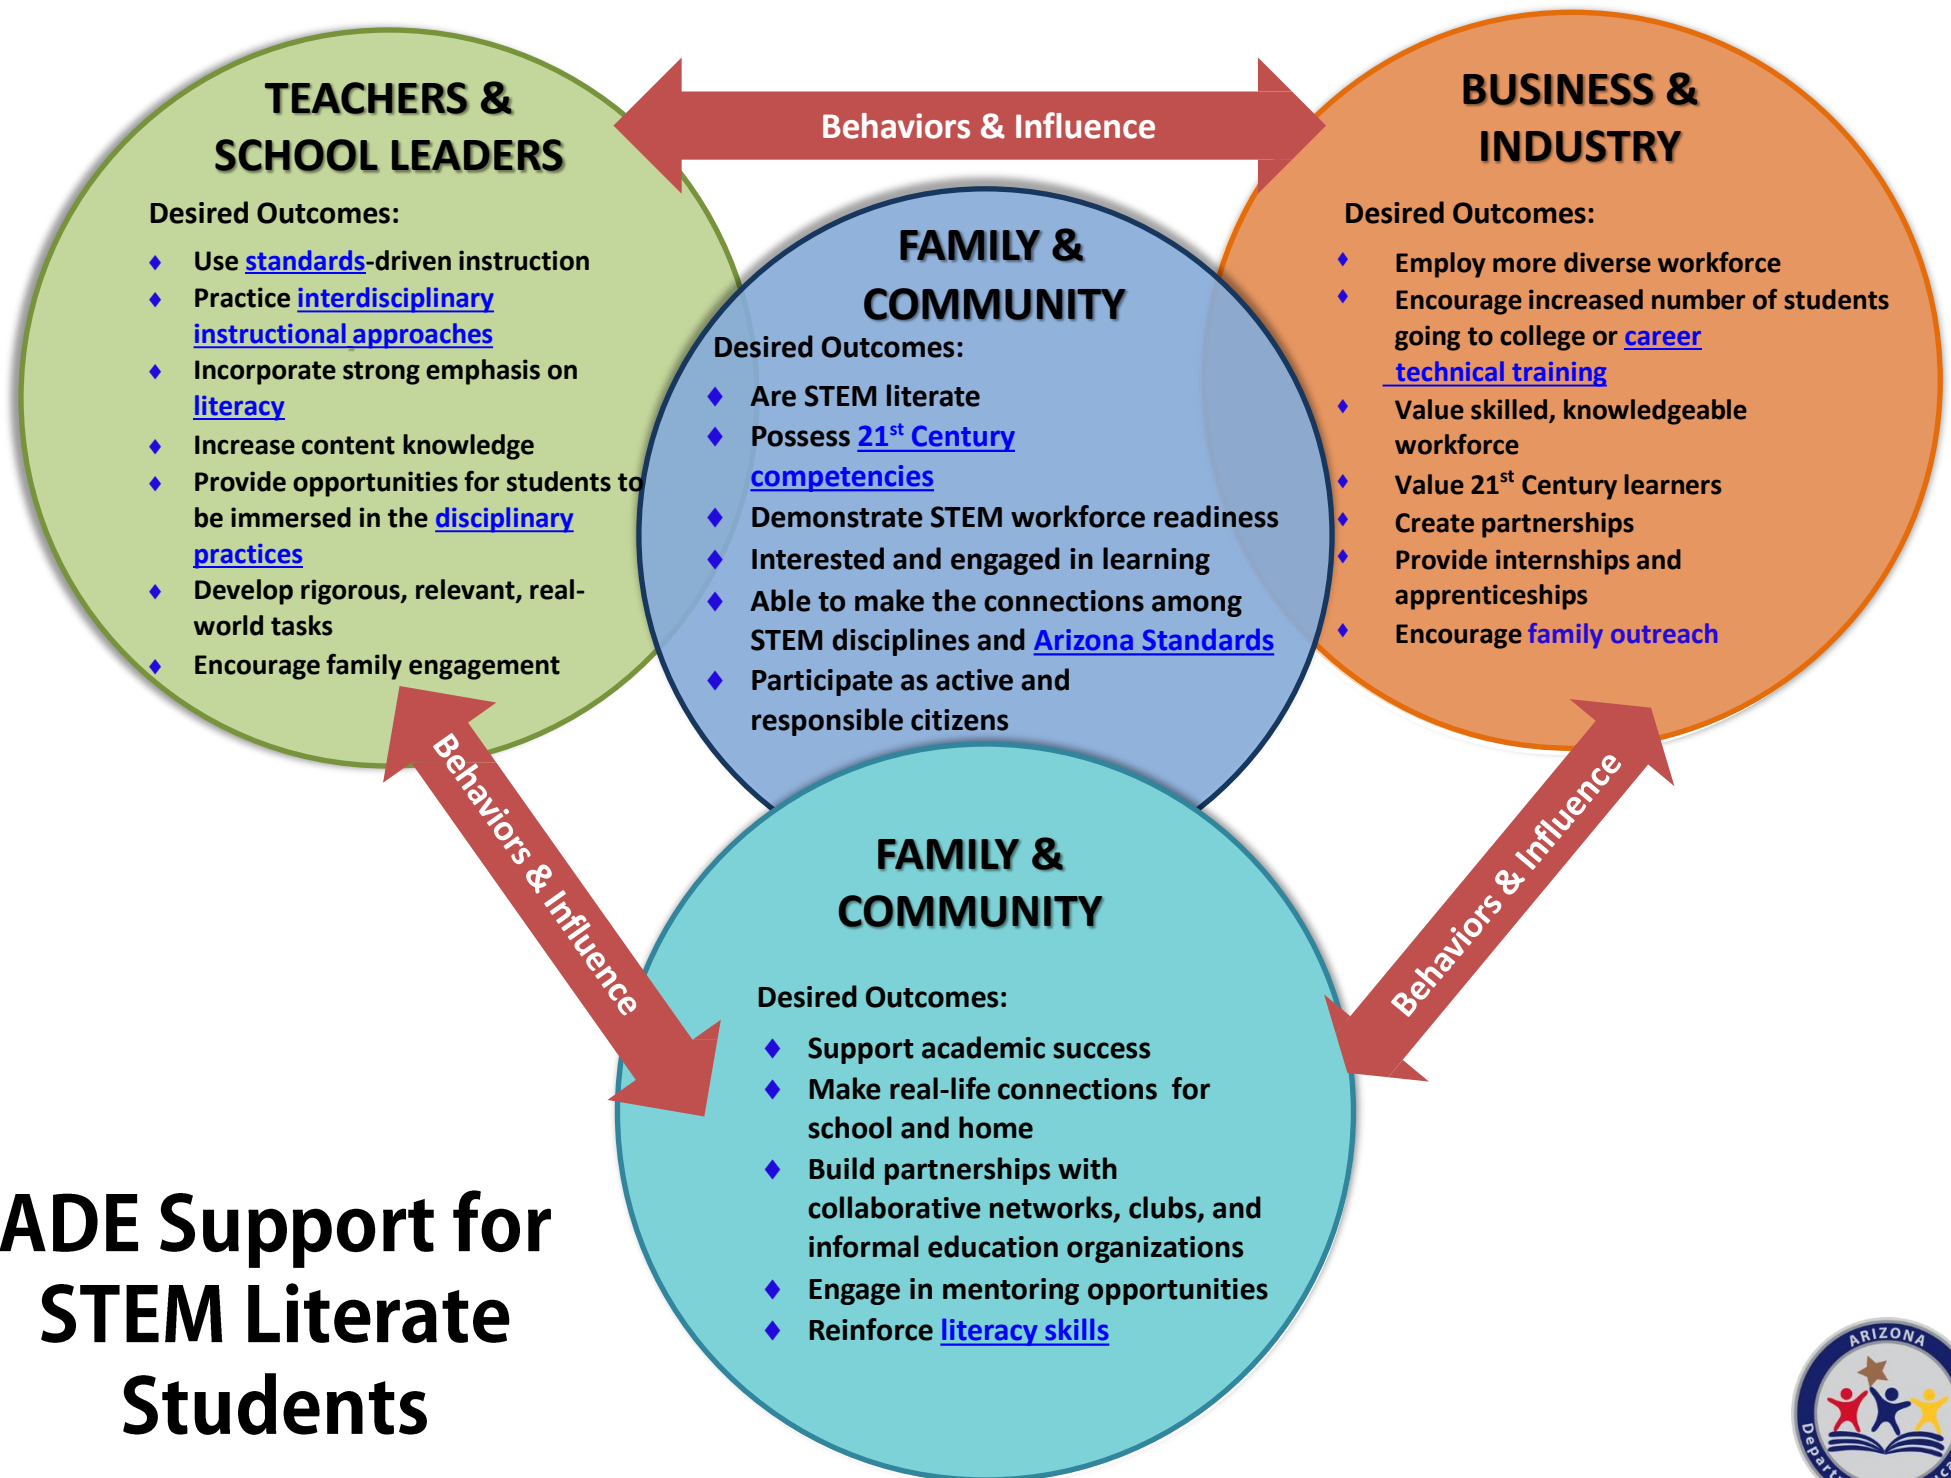 TEACHERS &
SCHOOL LEADERS
Desired Outcomes:
♦ Use standards-driven instruction
♦ Practice interdisciplinary
instructional approaches
♦ Incorporate strong emphasis on
literacy
♦ Increase content knowledge
♦ Provide opportunities for students to
be immersed in the disciplinary
practices
♦ Develop rigorous, relevant, real-
world tasks
♦ Encourage family engagement
Behaviors & Influence
BUSINESS &
INDUSTRY
Desired Outcomes:
♦ Employ more diverse workforce
♦ Encourage increased number of students
going to college or career
technical training
♦ Value skilled, knowledgeable
workforce
♦ Value 21st Century learners
♦ Create partnerships
♦ Provide internships and
apprenticeships
♦ Encourage family outreach
FAMILY &
COMMUNITY
Desired Outcomes:
♦ Are STEM literate
♦ Possess 21st Century
competencies
♦ Demonstrate STEM workforce readiness
♦ Interested and engaged in learning
♦ Able to make the connections among
STEM disciplines and Arizona Standards
♦ Participate as active and
responsible citizens
Behaviors & Influence
Behaviors & Influence
FAMILY &
COMMUNITY
Desired Outcomes:
♦ Support academic success
♦ Make real-life connections for
school and home
♦ Build partnerships with
collaborative networks, clubs, and
informal education organizations
♦ Engage in mentoring opportunities
♦ Reinforce literacy skills
ADE Support for
STEM Literate
Students
ARIZONA